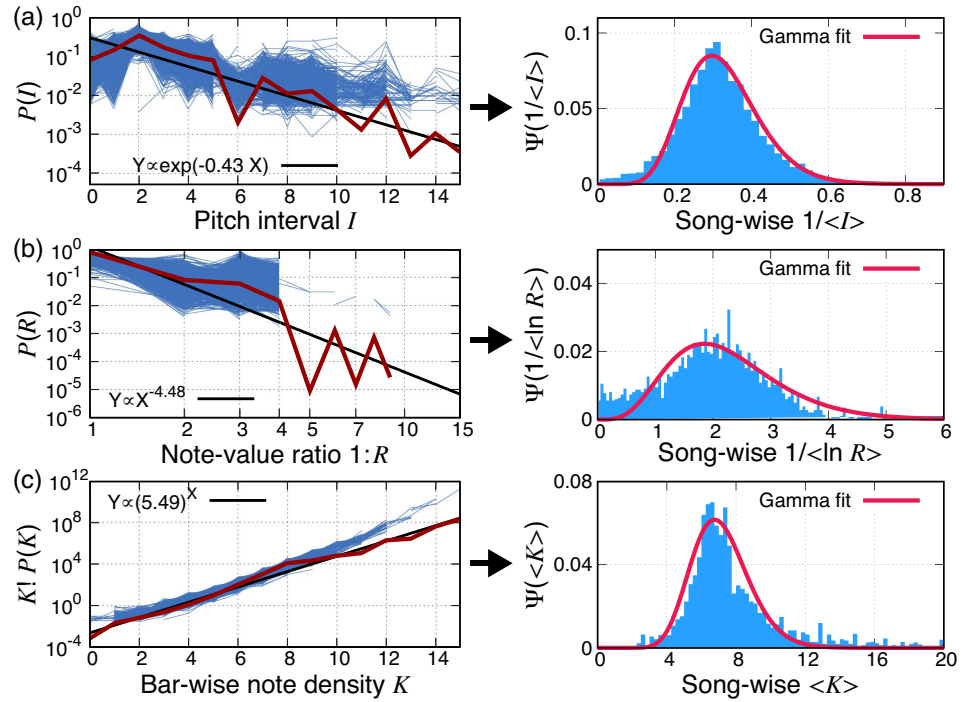 (a)
10^0
10^-1
10^-2
10^-3
10^-4
P(I)
Y∝exp(-0.43 X)
0 2 4 6 8 10 12 14
Pitch interval I
0.1
0.05
0
Ψ(1/<I>)
Gamma fit
0.2 0.4 0.6 0.8
Song-wise 1/<I>
(b)
10^0
10^-1
10^-2
10^-3
10^-4
10^-5
10^-6
P(R)
Y∝X^-4.48
1 2 3 4 5 7 10 15
Note-value ratio 1:R
0.04
0.02
0
Ψ(1/<ln R>)
Gamma fit
0 1 2 3 4 5 6
Song-wise 1/<ln R>
(c)
10^12
10^8
10^4
10^0
10^-4
K! P(K)
Y∝(5.49)^X
0 2 4 6 8 10 12 14
Bar-wise note density K
0.08
0.04
0
Ψ(<K>)
Gamma fit
0 4 8 12 16 20
Song-wise <K>